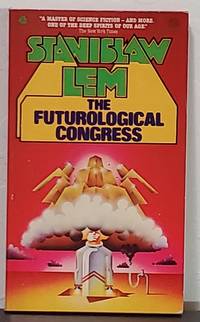 "A MASTER OF SCIENCE FICTION – AND MORE.
ONE OF THE DEEP SPIRITS OF OUR AGE."
The New York Times
STANISLAW
LEM
THE
FUTUROLOGICAL
CONGRESS